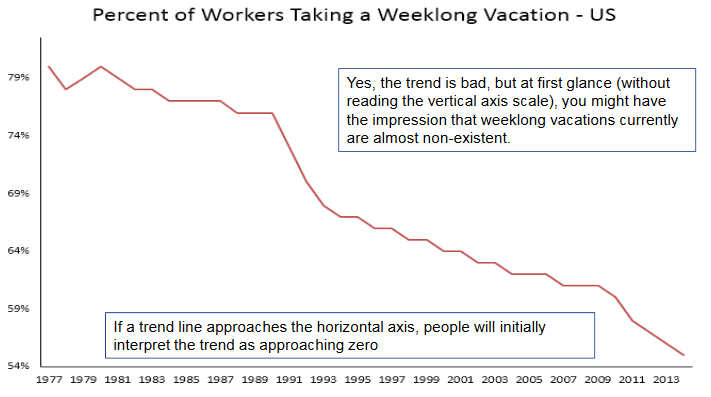 Percent of Workers Taking a Weeklong Vacation - US
79%
Yes, the trend is bad, but at first glance (without
reading the vertical axis scale), you might have
the impression that weeklong vacations currently
are almost non-existent.
74%
69%
64%
59%
If a trend line approaches the horizontal axis, people will initially
interpret the trend as approaching zero
54%
1977 1979 1981 1983 1985 1987 1989 1991 1993 1995 1997 1999 2001 2003 2005 2007 2009 2011 2013